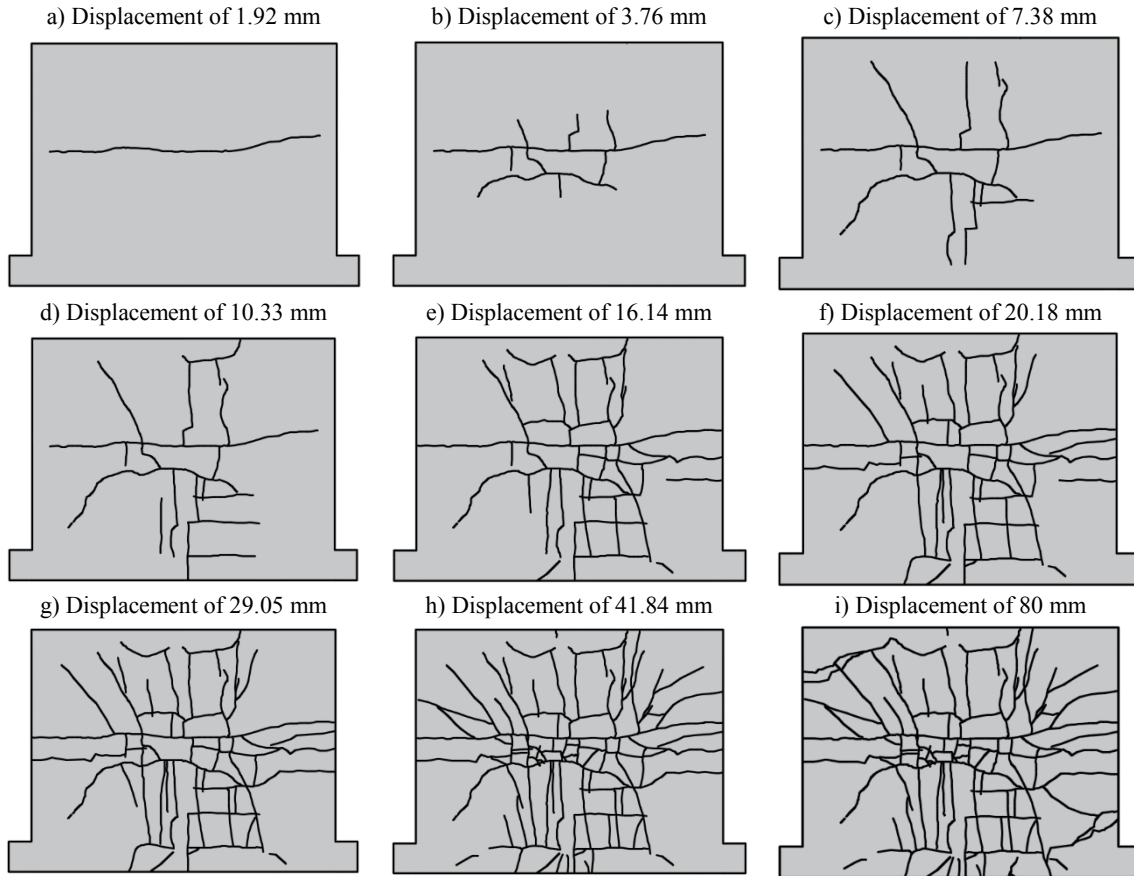 a) Displacement of 1.92 mm
b) Displacement of 3.76 mm
c) Displacement of 7.38 mm
d) Displacement of 10.33 mm
e) Displacement of 16.14 mm
f) Displacement of 20.18 mm
g) Displacement of 29.05 mm
h) Displacement of 41.84 mm
i) Displacement of 80 mm